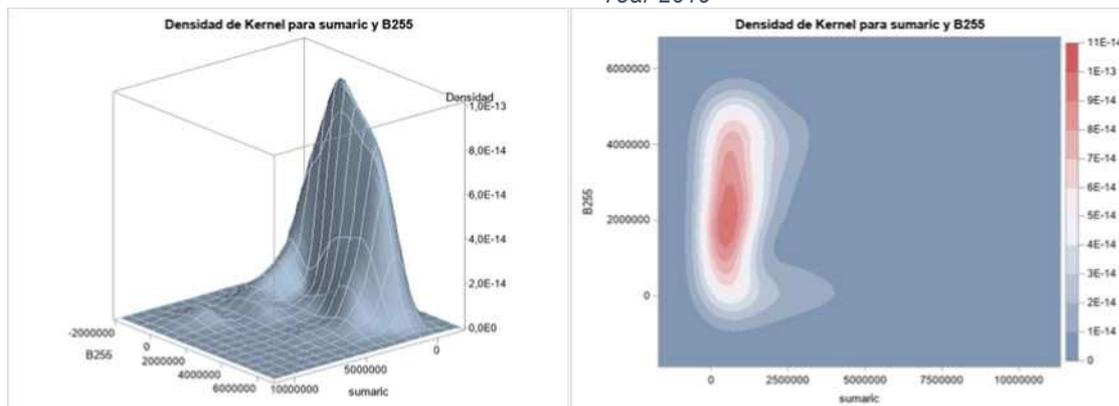 Densidad de Kernel para sumaric y B255
Densidad
1,0E-13
8,0E-14
6,0E-14
4,0E-14
2,0E-14
0,0E0
-2000000
0
2000000
4000000
6000000
B255
10000000
5000000
0
sumaric
Densidad de Kernel para sumaric y B255
6000000
4000000
2000000
0
B255
0
2500000
5000000
7500000
10000000
sumaric
11E-14
1E-13
9E-14
8E-14
7E-14
6E-14
5E-14
4E-14
3E-14
2E-14
1E-14
0